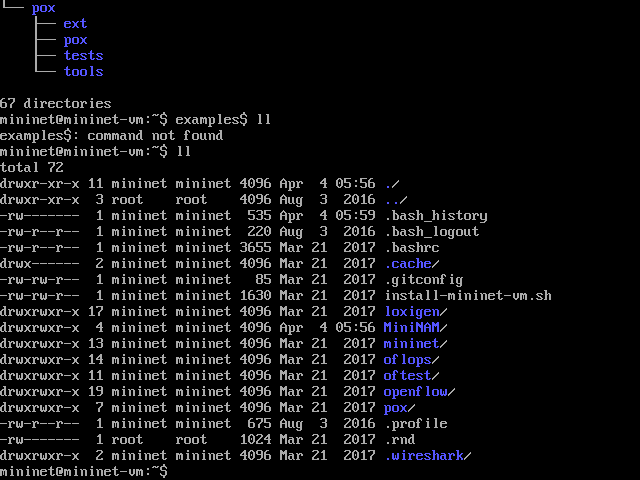 └── pox
    ├── ext
    ├── pox
    ├── tests
    └── tools

67 directories
mininet@mininet-vm:~$ examples$ ll
examples$: command not found
mininet@mininet-vm:~$ ll
total 72
drwxr-xr-x 11 mininet mininet 4096 Apr  4 05:56 ./
drwxr-xr-x  3 root    root    4096 Aug  3  2016 ../
-rw-------  1 mininet mininet  535 Apr  4 05:59 .bash_history
-rw-r--r--  1 mininet mininet  220 Aug  3  2016 .bash_logout
-rw-r--r--  1 mininet mininet 3655 Mar 21  2017 .bashrc
drwx------  2 mininet mininet 4096 Mar 21  2017 .cache/
-rw-rw-r--  1 mininet mininet   85 Mar 21  2017 .gitconfig
-rw-rw-r--  1 mininet mininet 1630 Mar 21  2017 install-mininet-vm.sh
drwxrwxr-x 17 mininet mininet 4096 Mar 21  2017 loxigen/
drwxrwxr-x  4 mininet mininet 4096 Apr  4 05:56 MiniNAM/
drwxrwxr-x 13 mininet mininet 4096 Mar 21  2017 mininet/
drwxrwxr-x 14 mininet mininet 4096 Mar 21  2017 oflops/
drwxrwxr-x 11 mininet mininet 4096 Mar 21  2017 oftest/
drwxrwxr-x 19 mininet mininet 4096 Mar 21  2017 openflow/
drwxrwxr-x  7 mininet mininet 4096 Mar 21  2017 pox/
-rw-r--r--  1 mininet mininet  675 Aug  3  2016 .profile
-rw-------  1 root    root    1024 Mar 21  2017 .rnd
drwxrwxr-x  2 mininet mininet 4096 Mar 21  2017 .wireshark/
mininet@mininet-vm:~$